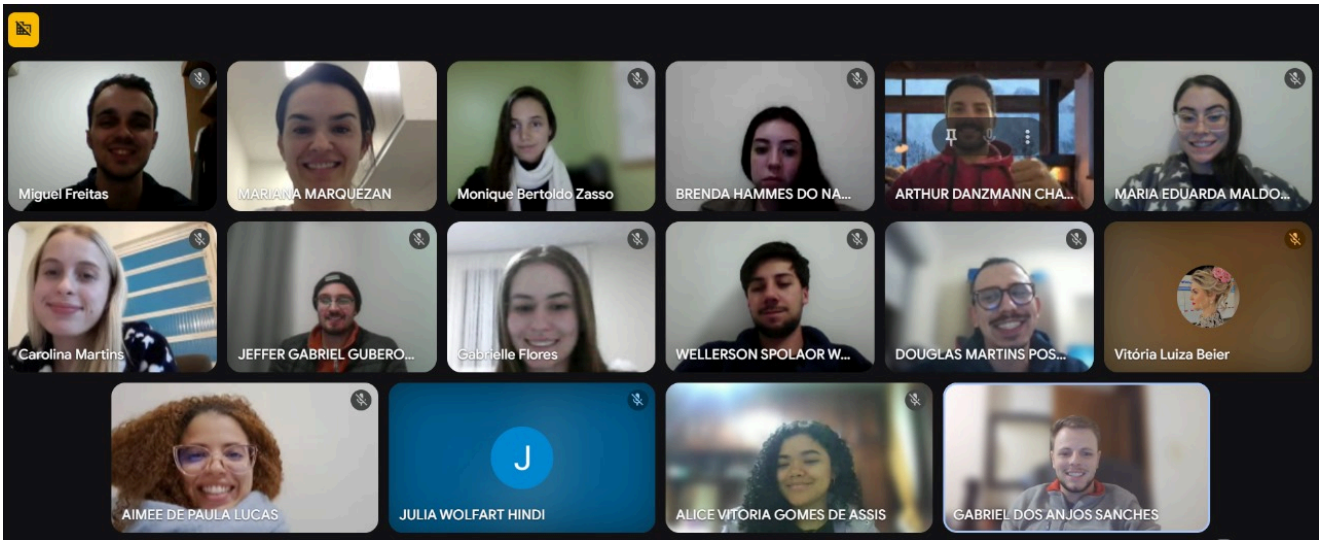 Miguel Freitas
MARIANA MARQUEZAN
Monique Bertoldo Zasso
BRENDA HAMMES DO NA...
ARTHUR DANZMANN CHA...
MARIA EDUARDA MALDO...
Carolina Martins
JEFFER GABRIEL GUBERO...
Gabrielle Flores
WELLERSON SPOLAOR W...
DOUGLAS MARTINS POS...
Vitória Luiza Beier
AIMEE DE PAULA LUCAS
J
JULIA WOLFART HINDI
ALICE VITORIA GOMES DE ASSIS
GABRIEL DOS ANJOS SANCHES